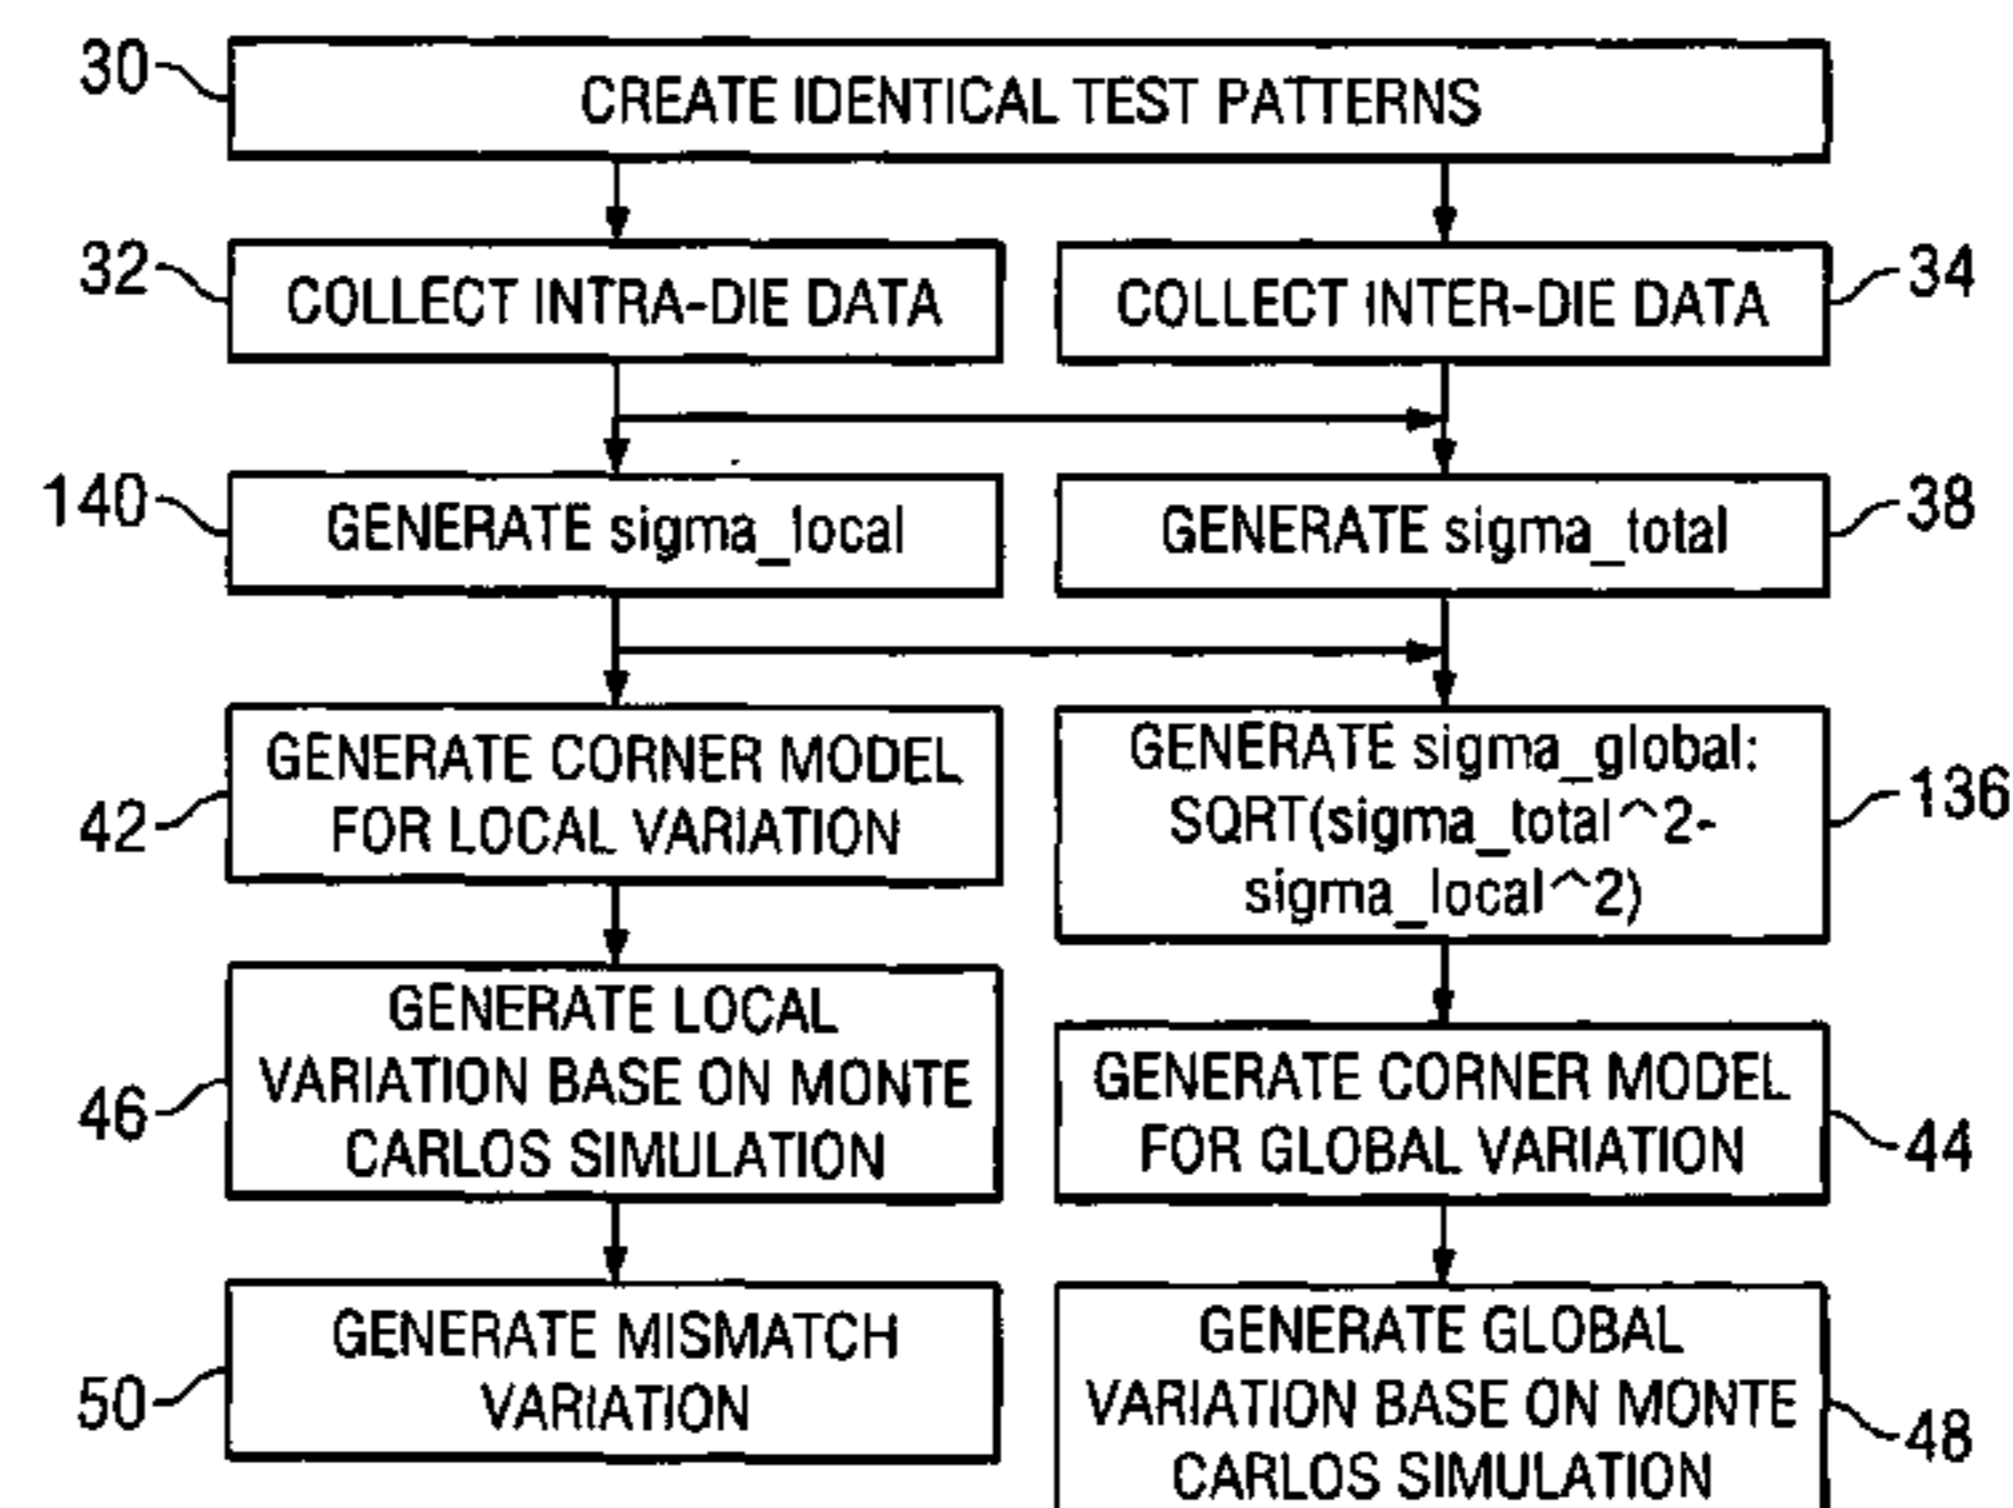 30
CREATE IDENTICAL TEST PATTERNS
32
COLLECT INTRA-DIE DATA
COLLECT INTER-DIE DATA
34
140
GENERATE sigma_local
GENERATE sigma_total
38
42
GENERATE CORNER MODEL
FOR LOCAL VARIATION
GENERATE sigma_global:
SQRT(sigma_total^2-
sigma_local^2)
136
46
GENERATE LOCAL
VARIATION BASE ON MONTE
CARLOS SIMULATION
GENERATE CORNER MODEL
FOR GLOBAL VARIATION
44
50
GENERATE MISMATCH
VARIATION
GENERATE GLOBAL
VARIATION BASE ON MONTE
CARLOS SIMULATION
48